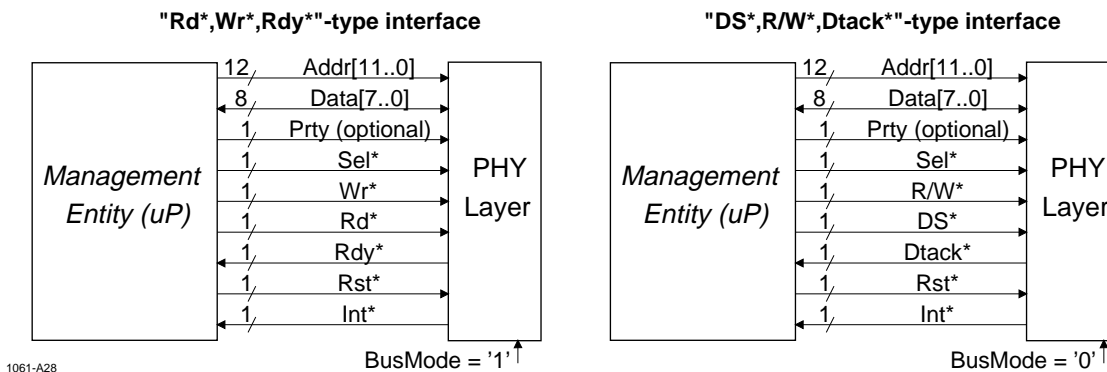 "Rd*,Wr*,Rdy*"-type interface
12 Addr[11..0]
8 Data[7..0]
1 Prty (optional)
1 Sel*
1 Wr*
1 Rd*
1 Rdy*
1 Rst*
1 Int*
Management
Entity (uP)
PHY
Layer
BusMode = '1'
"DS*,R/W*,Dtack*"-type interface
12 Addr[11..0]
8 Data[7..0]
1 Prty (optional)
1 Sel*
1 R/W*
1 DS*
1 Dtack*
1 Rst*
1 Int*
Management
Entity (uP)
PHY
Layer
BusMode = '0'
1061-A28